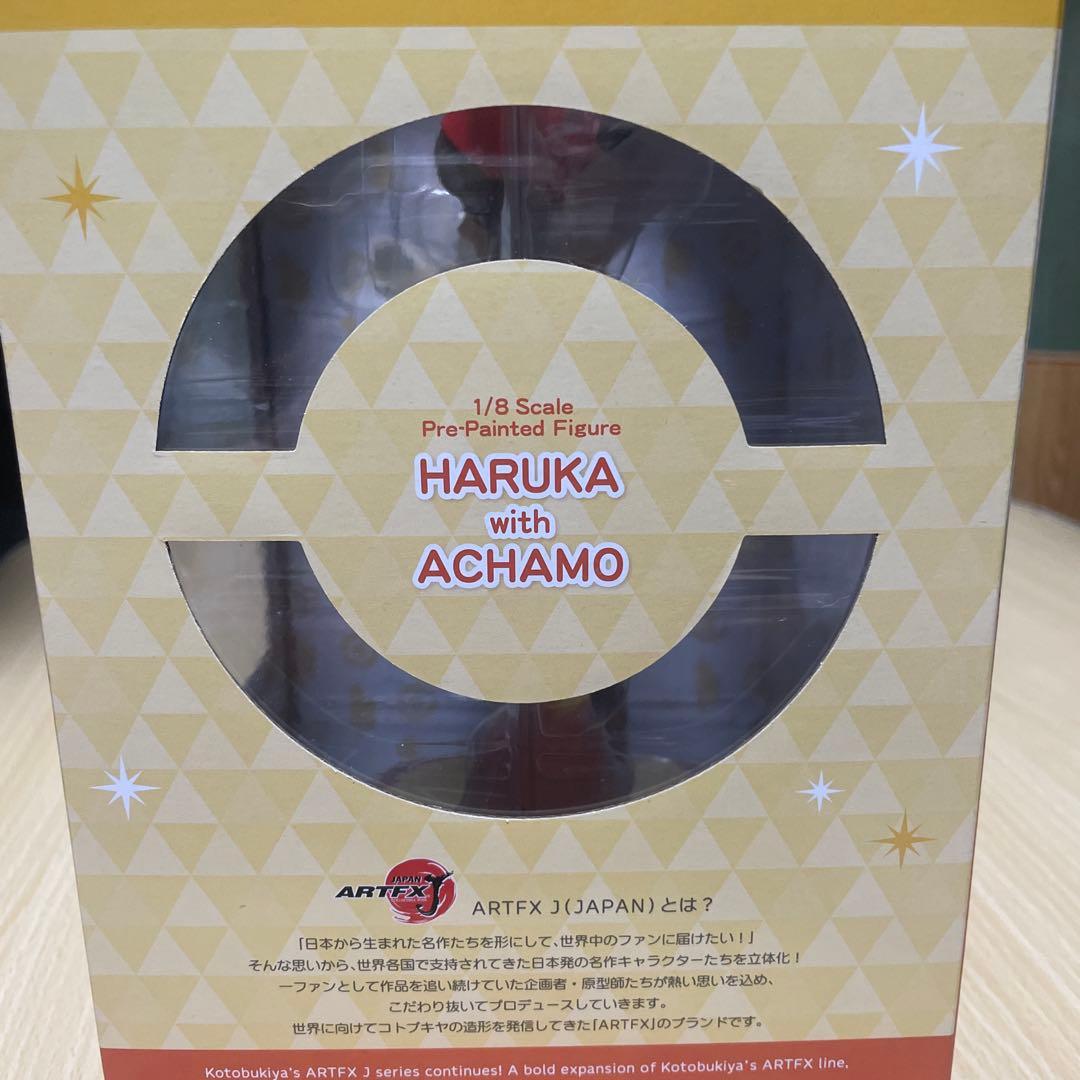 1/8 Scale
Pre-Painted Figure
HARUKA
with
ACHAMO
JAPAN
ARTFX J
ARTFX J(JAPAN)とは？
「日本から生まれた名作たちを形にして、世界中のファンに届けたい！」
そんな思いから、世界各国で支持されてきた日本発の名作キャラクターたちを立体化！
一ファンとして作品を追い続けていた企画者・原型師たちが熱い思いを込め、
こだわり抜いてプロデュースしていきます。
世界に向けてコトブキヤの造形を発信してきた「ARTFX」のブランドです。
Kotobukiya's ARTFX J series continues! A bold expansion of Kotobukiya's ARTFX line,